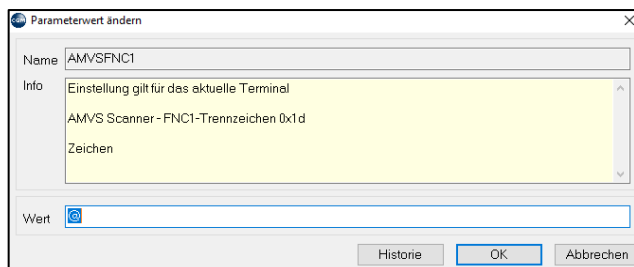 CGM Parameterwert ändern
Name AMVSFNC1
Info Einstellung gilt für das aktuelle Terminal
AMVS Scanner - FNC1-Trennzeichen 0x1d
Zeichen
Wert @
Historie OK Abbrechen